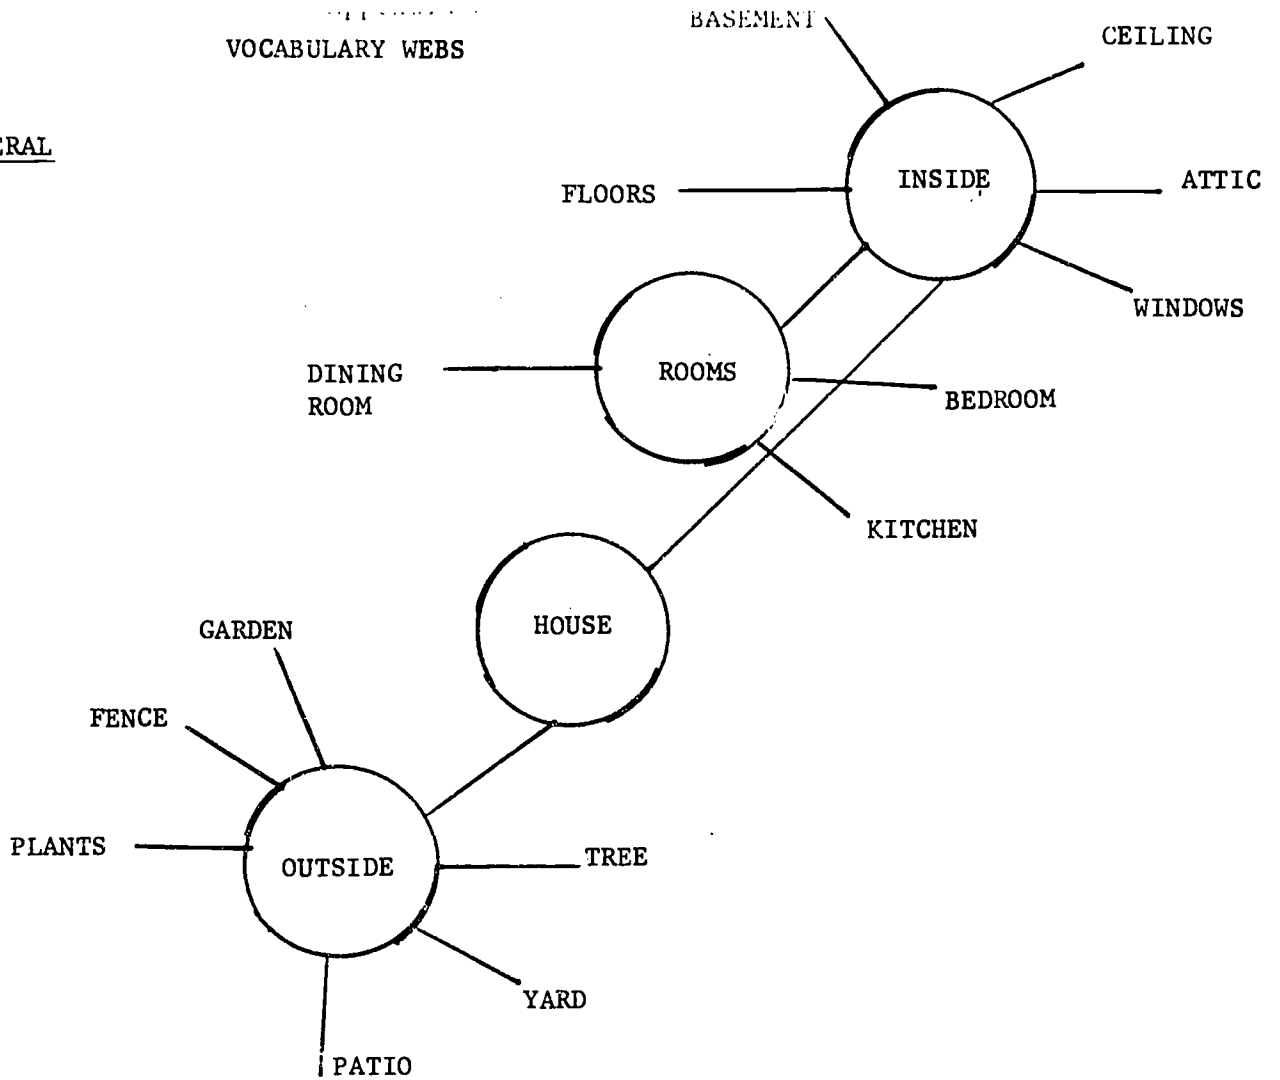 BASEMENT
VOCABULARY WEBS
CEILING
ERAL
INSIDE
ATTIC
FLOORS
WINDOWS
ROOMS
DINING
ROOM
BEDROOM
KITCHEN
HOUSE
GARDEN
FENCE
PLANTS
TREE
OUTSIDE
YARD
PATIO